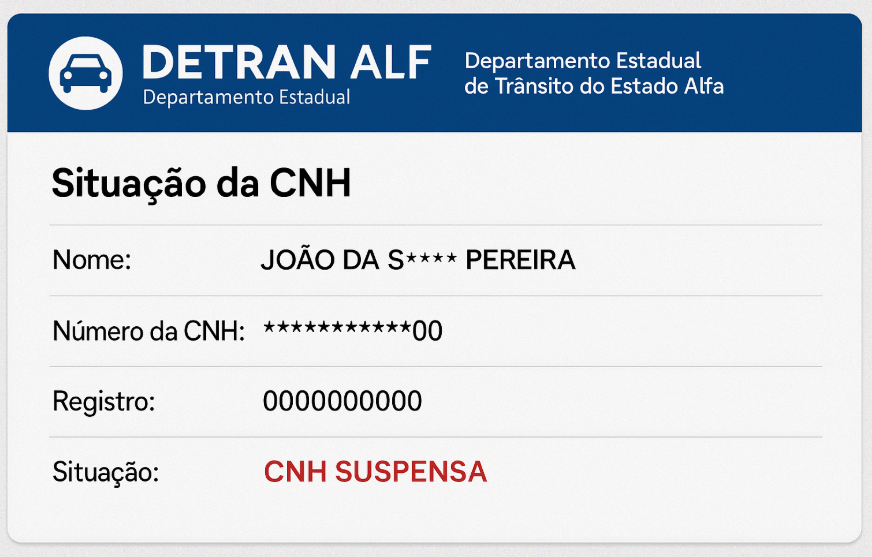 DETRAN ALF
Departamento Estadual
Departamento Estadual
de Trânsito do Estado Alfa
Situação da CNH
Nome: JOÃO DA S**** PEREIRA
Número da CNH: ***********00
Registro: 0000000000
Situação: CNH SUSPENSA